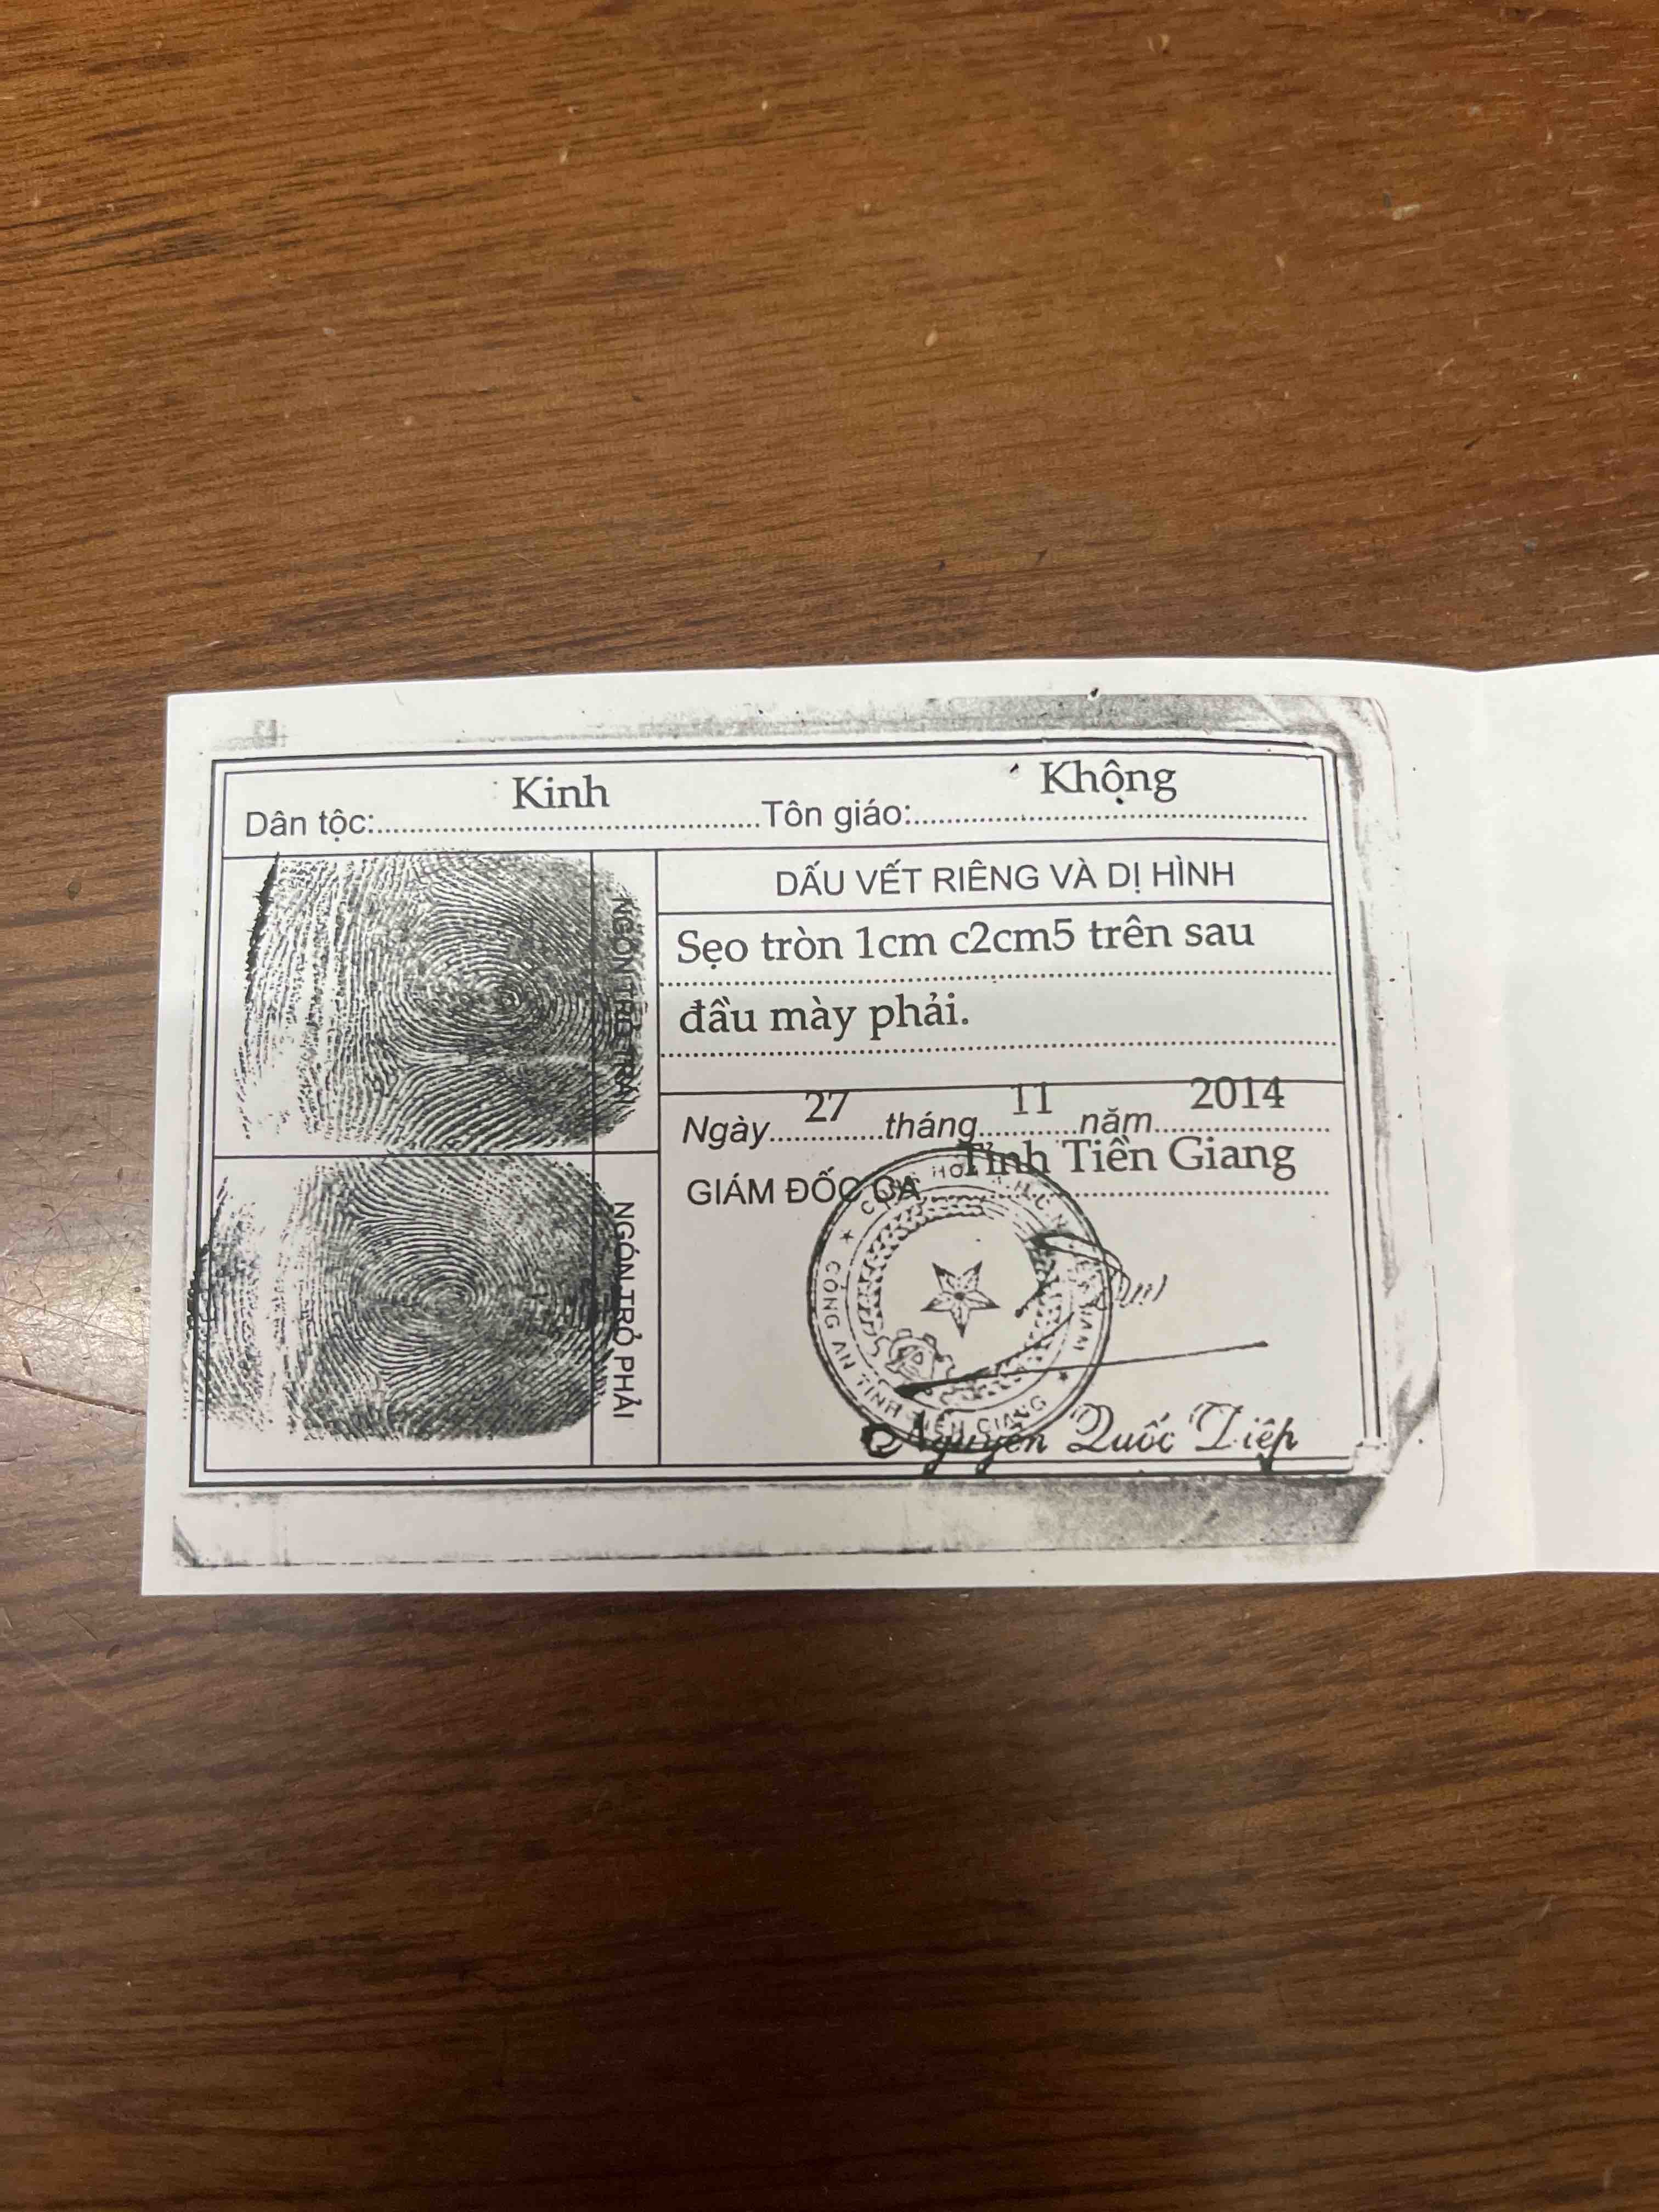 Dân tộc: Kinh Tôn giáo: Không
DẤU VẾT RIÊNG VÀ DỊ HÌNH
Sẹo tròn 1cm c2cm5 trên sau
đầu mày phải.
NGÓN TRỎ TRÁI
Ngày 27 tháng 11 năm 2014
GIÁM ĐỐC CA Tỉnh Tiền Giang
NGÓN TRỎ PHẢI
CÔNG AN TỈNH TIỀN GIANG
Nguyễn Quốc Diệp